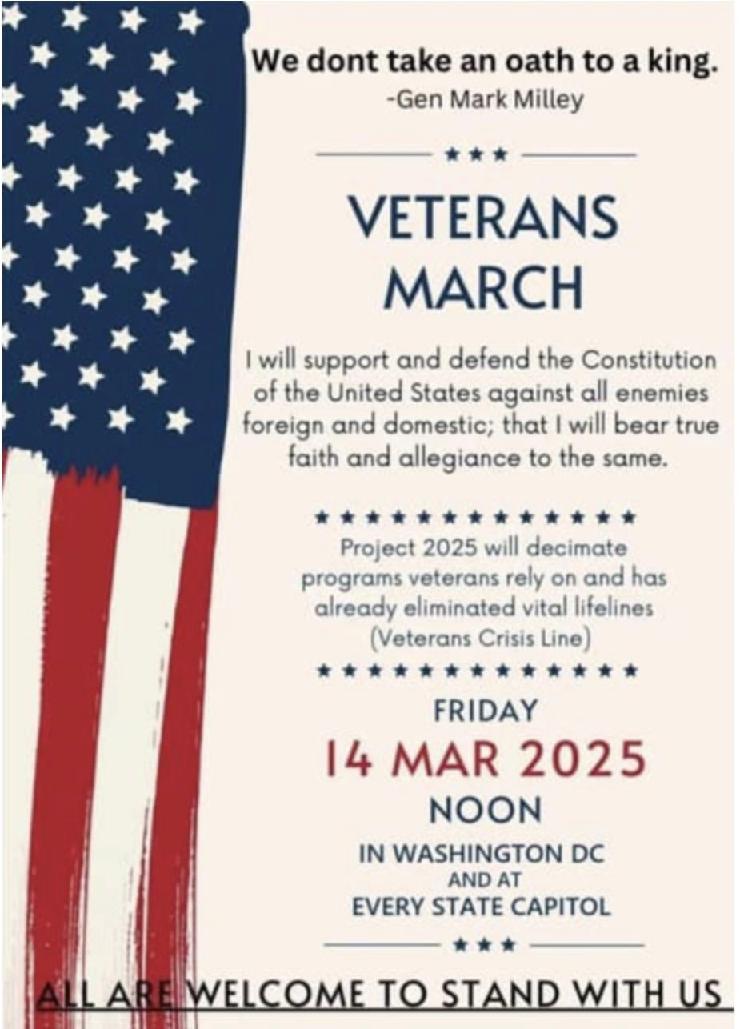 We dont take an oath to a king.
-Gen Mark Milley
VETERANS
MARCH
I will support and defend the Constitution
of the United States against all enemies
foreign and domestic; that I will bear true
faith and allegiance to the same.
Project 2025 will decimate
programs veterans rely on and has
already eliminated vital lifelines
(Veterans Crisis Line)
FRIDAY
14 MAR 2025
NOON
IN WASHINGTON DC
AND AT
EVERY STATE CAPITOL
ALL ARE WELCOME TO STAND WITH US